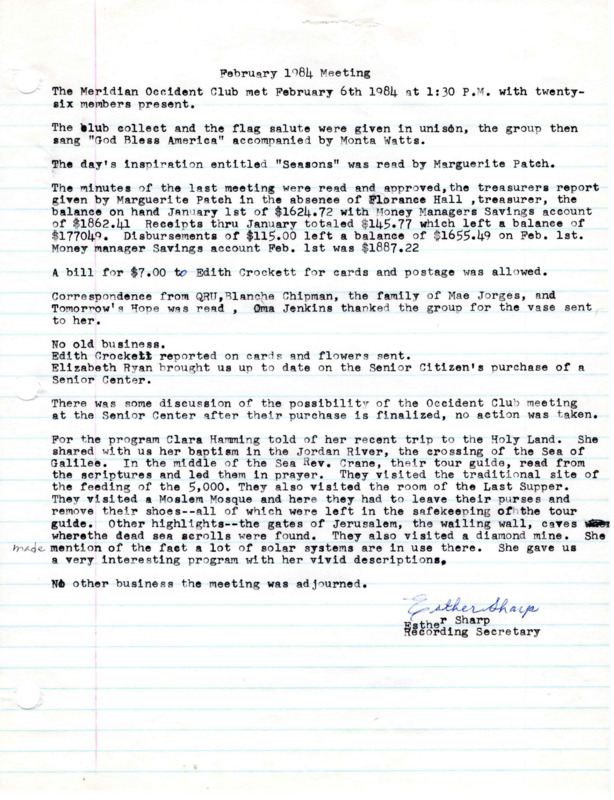 February 1984 Meeting
The Meridian Occident Club met February 6th 1984 at 1:30 P.M. with twenty-
six members present.
The club collect and the flag salute were given in unison, the group then
sang "God Bless America" accompanied by Monta Watts.
The day's inspiration entitled "Seasons" was read by Marguerite Patch.
The minutes of the last meeting were read and approved,the treasurers report
given by Marguerite Patch in the absence of Florance Hall ,treasurer, the
balance on hand January 1st of $1624.72 with Money Managers Savings account
of $1862.41 Receipts thru January totaled $145.77 which left a balance of
$177049. Disbursements of $115.00 left a balance of $1655.49 on Feb. 1st.
Money manager Savings account Feb. 1st was $1887.22
A bill for $7.00 to Edith Crockett for cards and postage was allowed.
Correspondence from QRU,Blanche Chipman, the family of Mae Jorges, and
Tomorrow's Hope was read , Oma Jenkins thanked the group for the vase sent
to her.
No old business.
Edith Crockett reported on cards and flowers sent.
Elizabeth Ryan brought us up to date on the Senior Citizen's purchase of a
Senior Center.
There was some discussion of the possibility of the Occident Club meeting
at the Senior Center after their purchase is finalized, no action was taken.
For the program Clara Hamming told of her recent trip to the Holy Land. She
shared with us her baptism in the Jordan River, the crossing of the Sea of
Galilee. In the middle of the Sea Rev. Crane, their tour guide, read from
the scriptures and led them in prayer. They visited the traditional site of
the feeding of the 5,000. They also visited the room of the Last Supper.
They visited a Moslem Mosque and here they had to leave their purses and
remove their shoes--all of which were left in the safekeeping of the tour
guide. Other highlights--the gates of Jerusalem, the wailing wall, caves
wherethe dead sea scrolls were found. They also visited a diamond mine. She
made mention of the fact a lot of solar systems are in use there. She gave us
a very interesting program with her vivid descriptions.
No other business the meeting was adjourned.
Esther Sharp
Esther Sharp
Recording Secretary